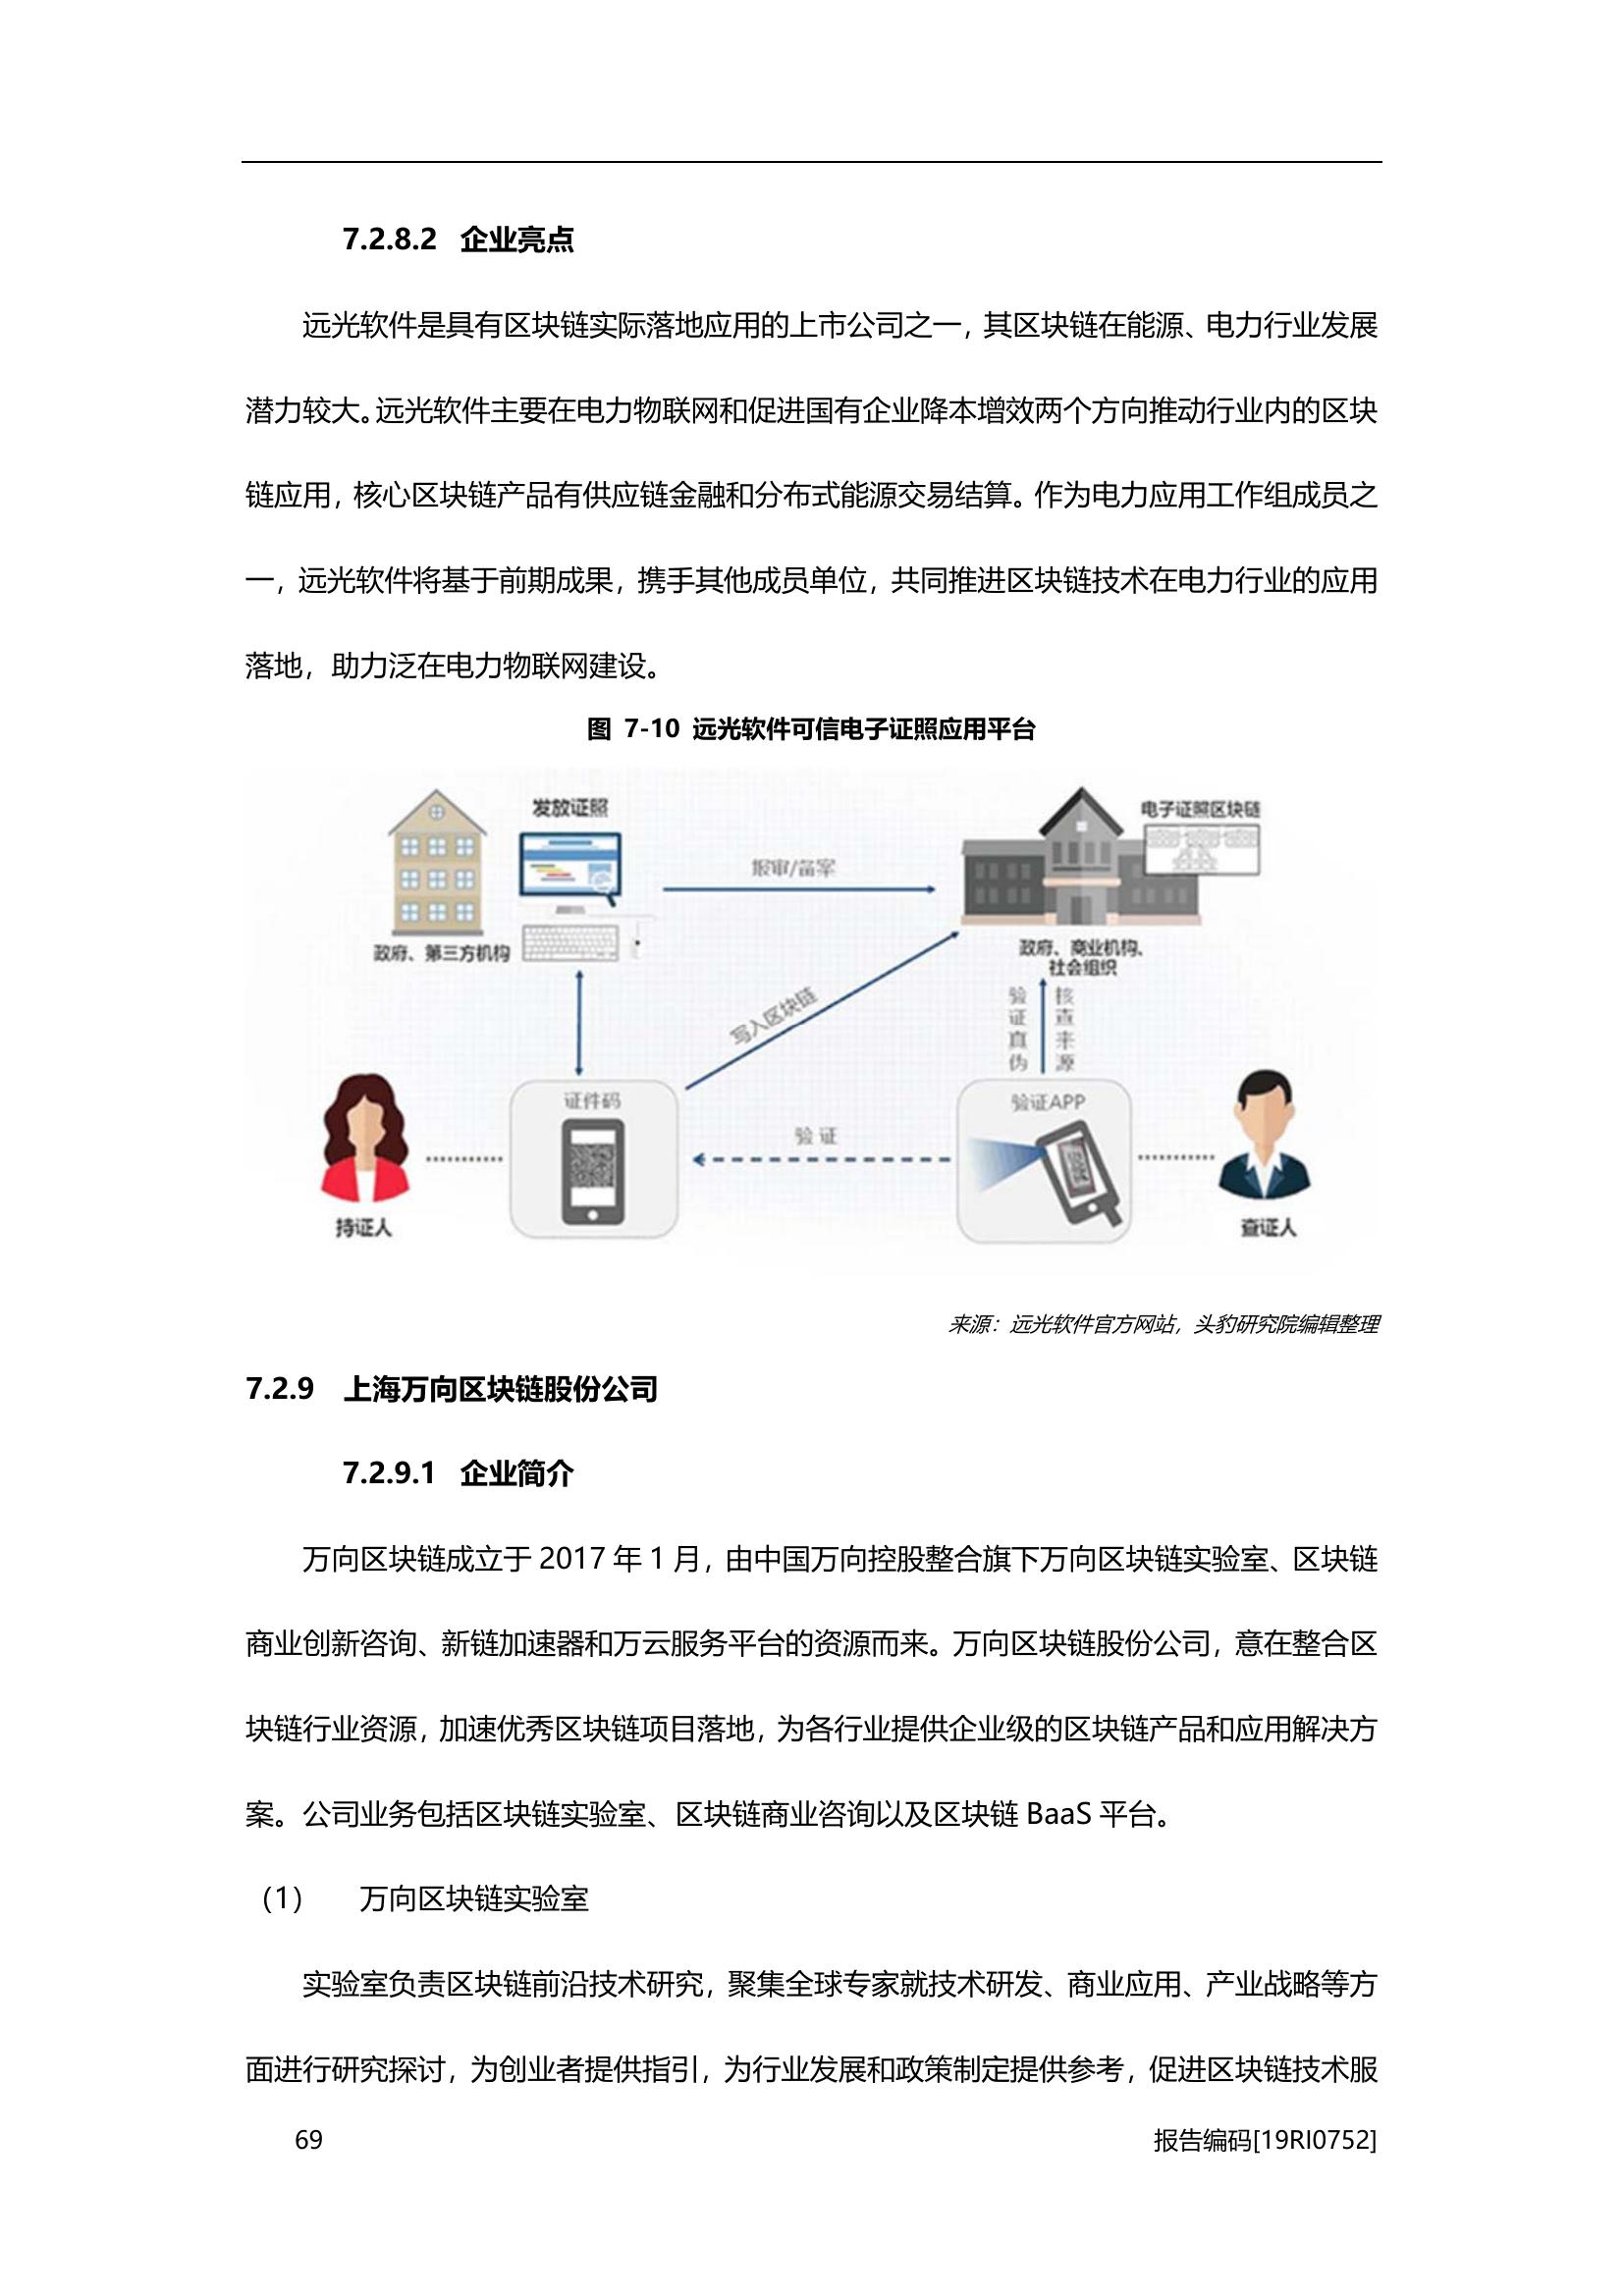 7.2.8.2 企业亮点
远光软件是具有区块链实际落地应用的上市公司之一，其区块链在能源、电力行业发展
潜力较大。远光软件主要在电力物联网和促进国有企业降本增效两个方向推动行业内的区块
链应用，核心区块链产品有供应链金融和分布式能源交易结算。作为电力应用工作组成员之
一，远光软件将基于前期成果，携手其他成员单位，共同推进区块链技术在电力行业的应用
落地，助力泛在电力物联网建设。
图 7-10 远光软件可信电子证照应用平台
发放证照
电子证照区块链
报审/备案
政府、第三方机构
政府、商业机构、
社会组织
写入区块链
验证真伪
核查来源
证件码
验证APP
验证
持证人
查证人
来源：远光软件官方网站，头豹研究院编辑整理
7.2.9 上海万向区块链股份公司
7.2.9.1 企业简介
万向区块链成立于 2017 年 1 月，由中国万向控股整合旗下万向区块链实验室、区块链
商业创新咨询、新链加速器和万云服务平台的资源而来。万向区块链股份公司，意在整合区
块链行业资源，加速优秀区块链项目落地，为各行业提供企业级的区块链产品和应用解决方
案。公司业务包括区块链实验室、区块链商业咨询以及区块链 BaaS 平台。
（1） 万向区块链实验室
实验室负责区块链前沿技术研究，聚集全球专家就技术研发、商业应用、产业战略等方
面进行研究探讨，为创业者提供指引，为行业发展和政策制定提供参考，促进区块链技术服
69
报告编码[19RI0752]